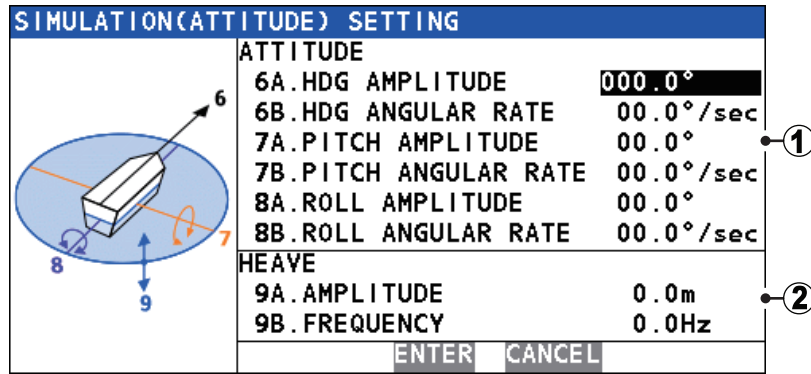 SIMULATION(ATTITUDE) SETTING
ATTITUDE
6A.HDG AMPLITUDE 000.0°
6B.HDG ANGULAR RATE 00.0°/sec
7A.PITCH AMPLITUDE 00.0°
7B.PITCH ANGULAR RATE 00.0°/sec
8A.ROLL AMPLITUDE 00.0°
8B.ROLL ANGULAR RATE 00.0°/sec
1
HEAVE
9A.AMPLITUDE 0.0m
9B.FREQUENCY 0.0Hz
2
ENTER CANCEL
6
7
8
9